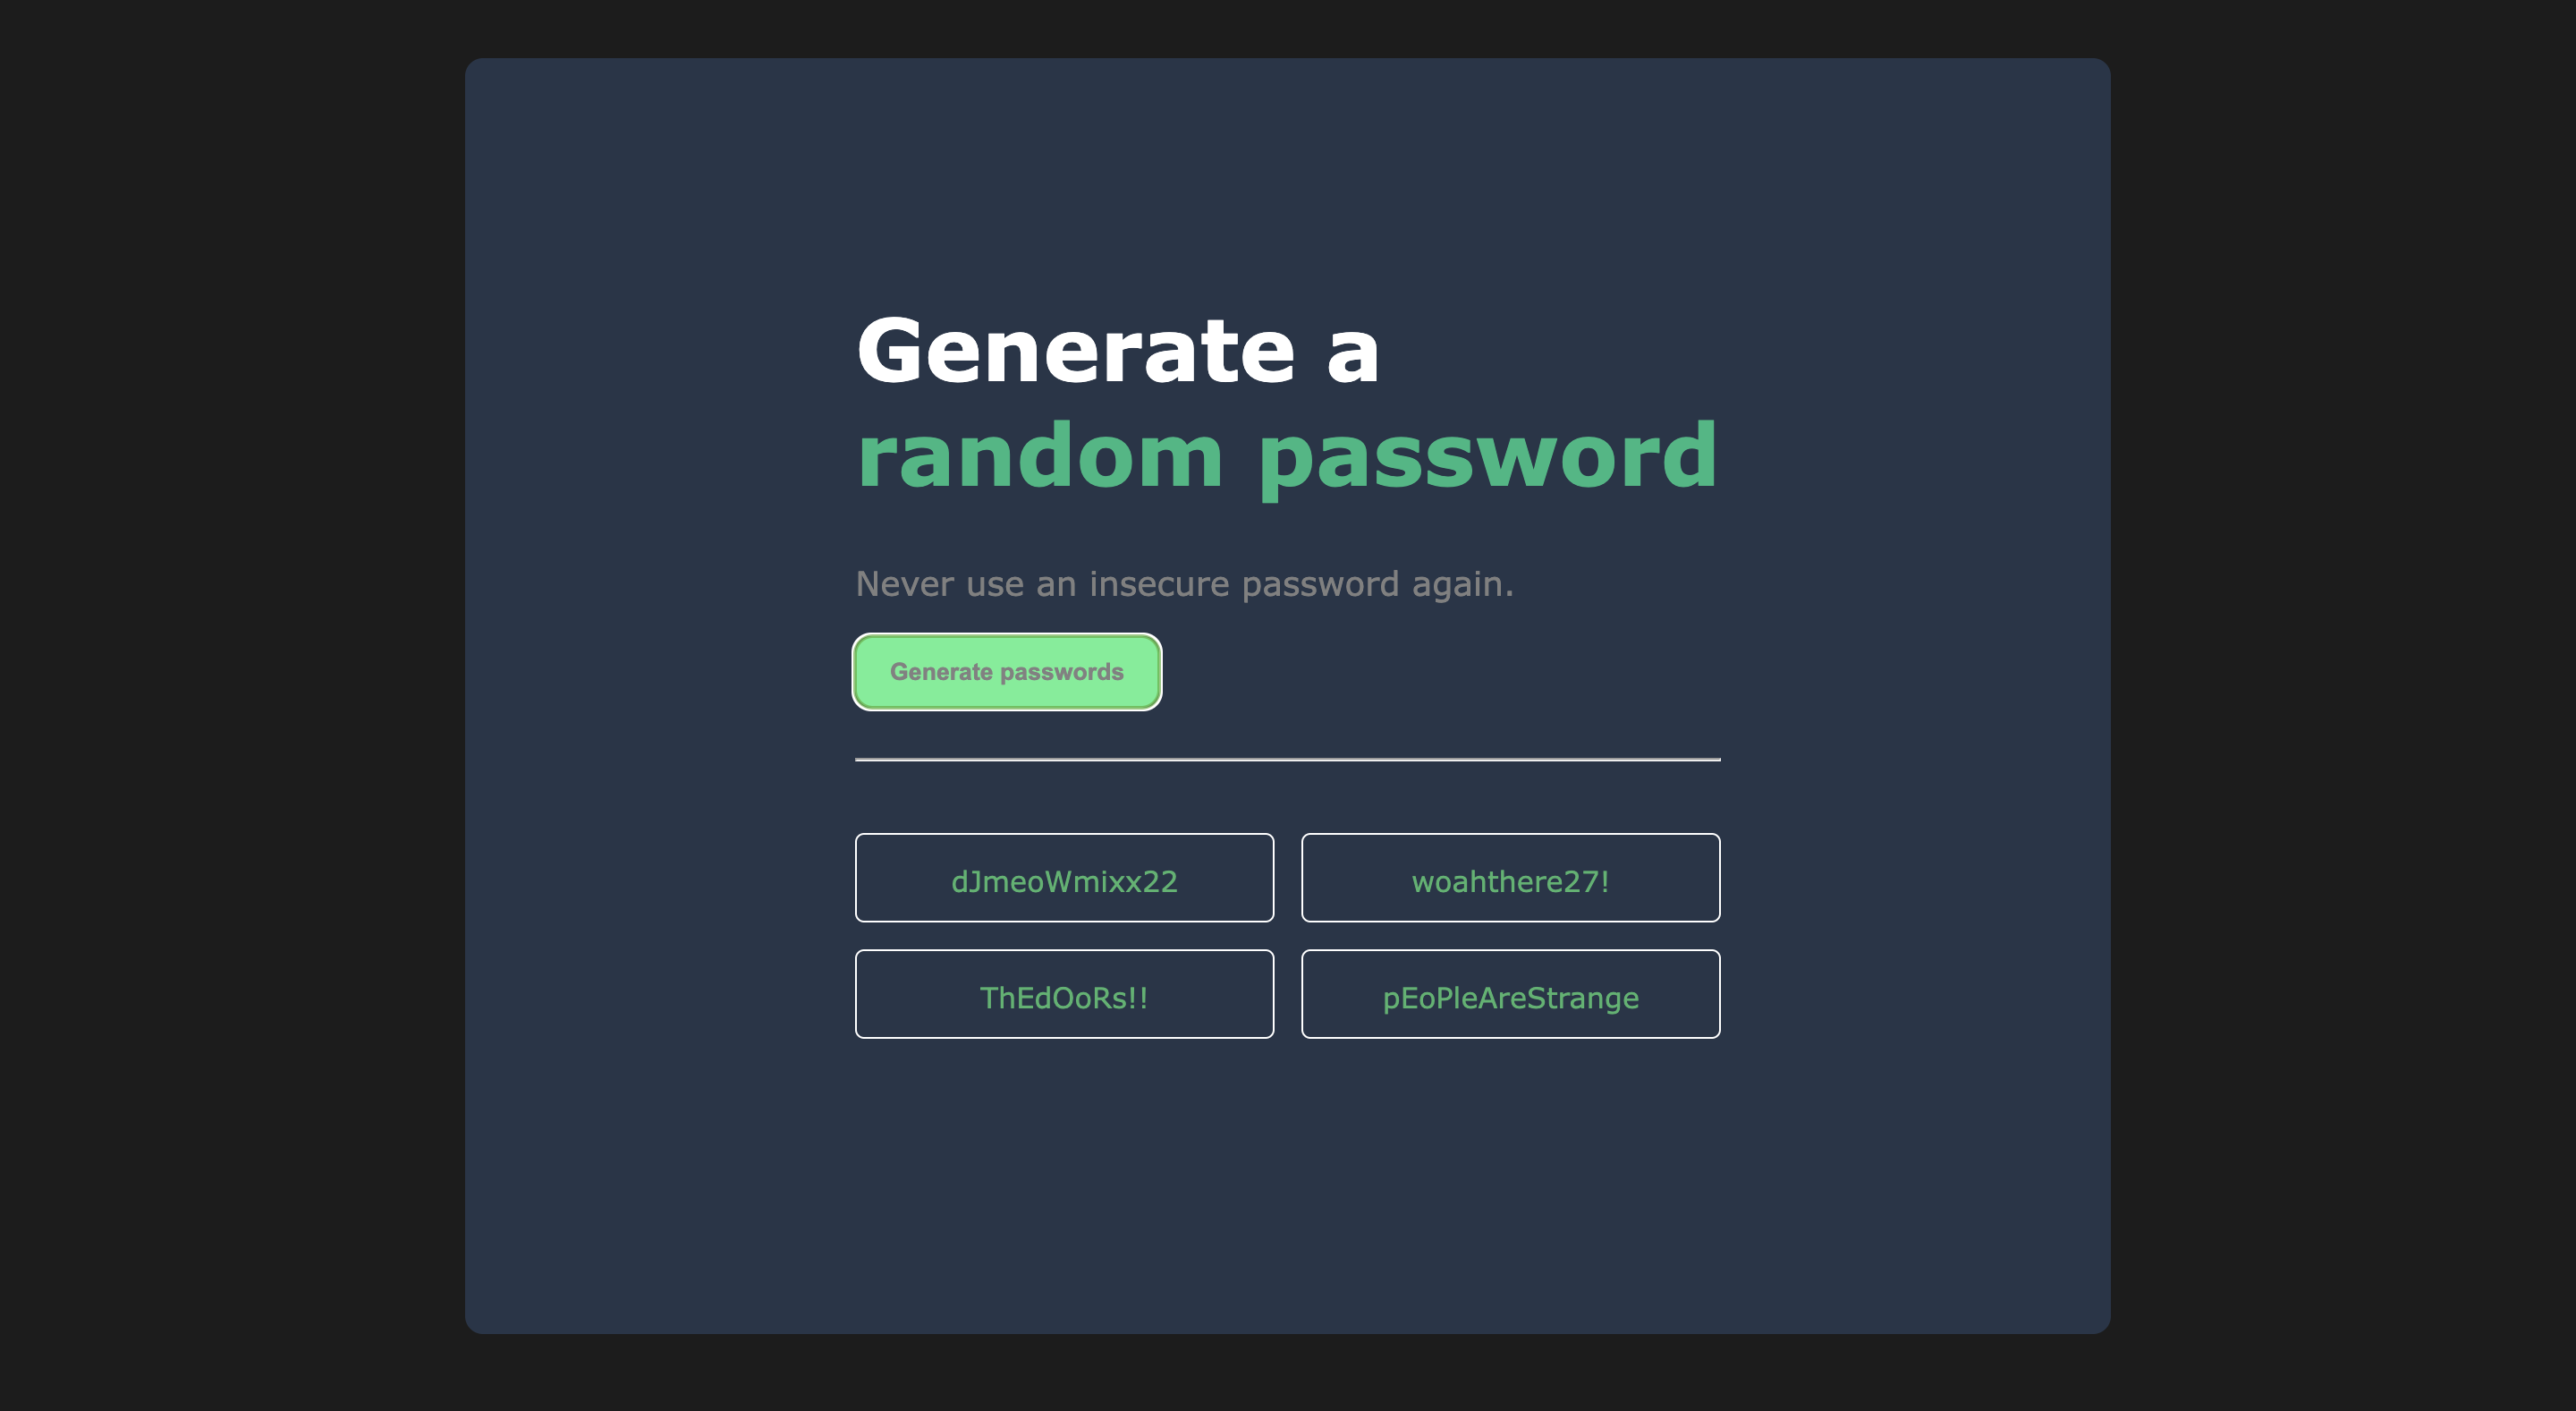 Generate a
random password
Never use an insecure password again.
Generate passwords
dJmeoWmixx22
woahthere27!
ThEdOoRs!!
pEoPleAreStrange